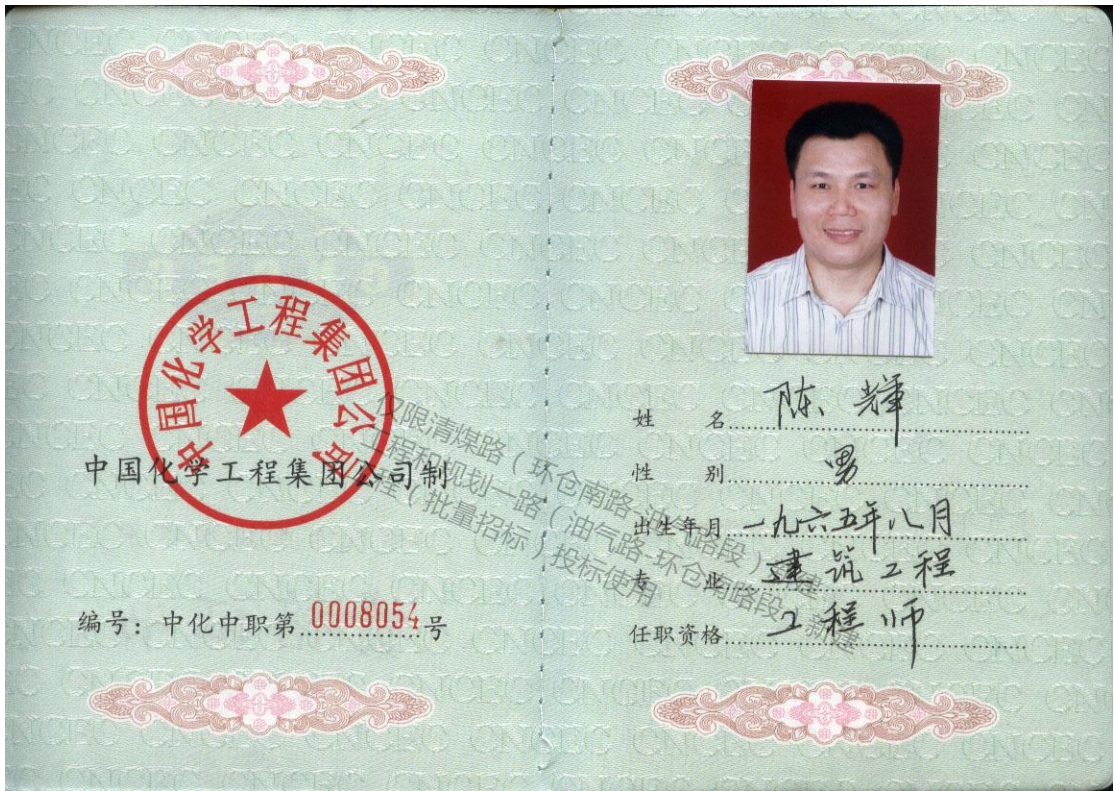 中国化学工程集团公司
中国化学工程集团公司制
编号：中化中职第0008054号
姓名 陈辉
性别 男
出生年月 一九六五年八月
专业 建筑工程
任职资格 工程师
仅限清煤路（环仓南路-油气路段）新建
工程和规划一路（油气路-环仓南路段）新建
工程（批量招标）投标使用
CNCEC